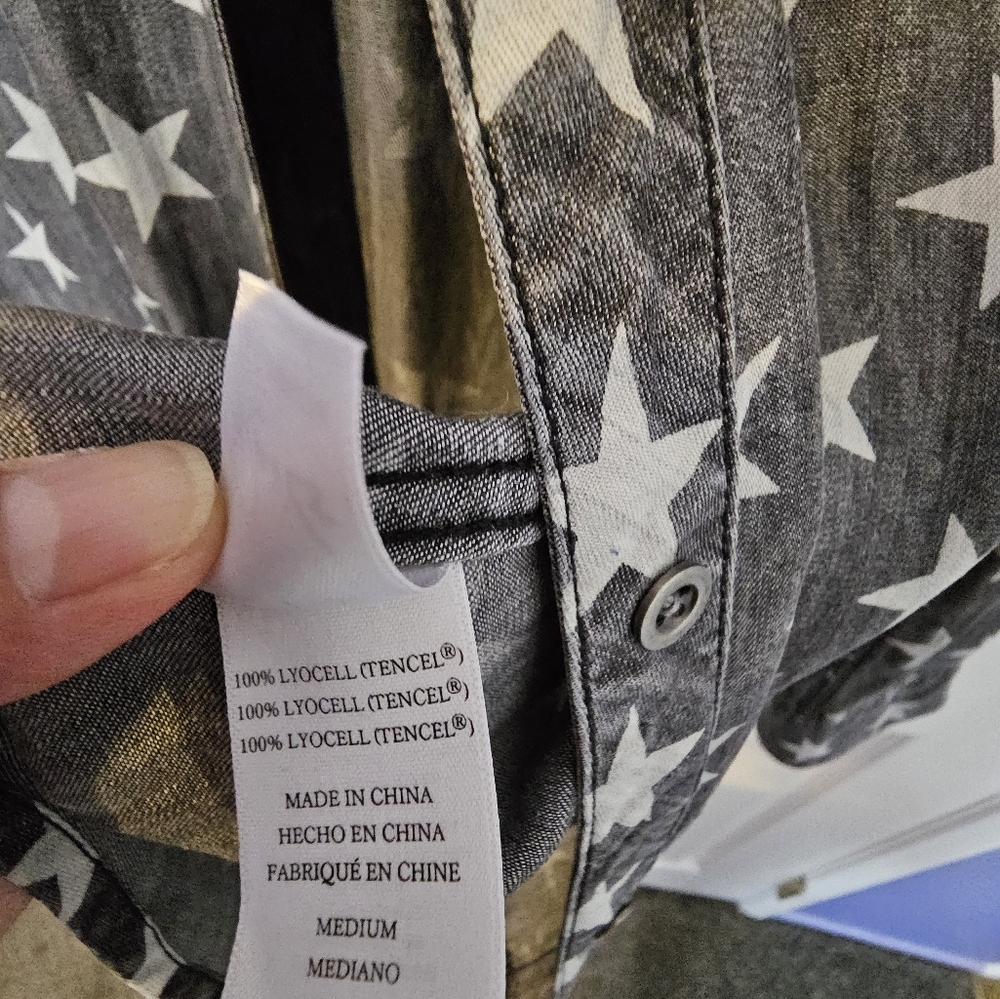 100% LYOCELL (TENCEL®)
100% LYOCELL (TENCEL®)
100% LYOCELL (TENCEL®)
MADE IN CHINA
HECHO EN CHINA
FABRIQUÉ EN CHINE
MEDIUM
MEDIANO